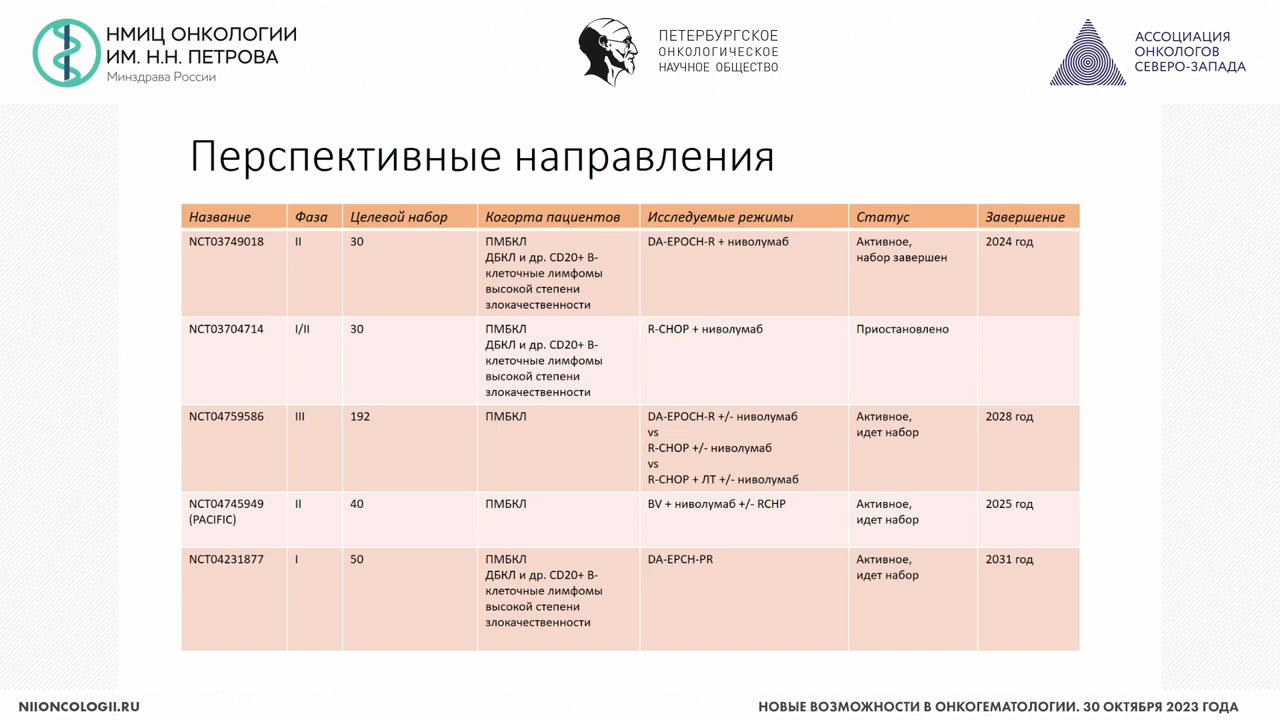 НМИЦ ОНКОЛОГИИ
ИМ. Н.Н. ПЕТРОВА
Минздрава России
ПЕТЕРБУРГСКОЕ
ОНКОЛОГИЧЕСКОЕ
НАУЧНОЕ ОБЩЕСТВО
АССОЦИАЦИЯ
ОНКОЛОГОВ
СЕВЕРО-ЗАПАДА
Перспективные направления
Название Фаза Целевой набор Когорта пациентов Исследуемые режимы Статус Завершение
NCT03749018 II 30 ПМБКЛ DA-EPOCH-R + ниволумаб Активное, 2024 год
ДБКЛ и др. CD20+ В- набор завершен
клеточные лимфомы
высокой степени
злокачественности
NCT03704714 I/II 30 ПМБКЛ R-CHOP + ниволумаб Приостановлено
ДБКЛ и др. CD20+ В-
клеточные лимфомы
высокой степени
злокачественности
NCT04759586 III 192 ПМБКЛ DA-EPOCH-R +/- ниволумаб Активное, 2028 год
vs идет набор
R-CHOP +/- ниволумаб
vs
R-CHOP + ЛТ +/- ниволумаб
NCT04745949 II 40 ПМБКЛ BV + ниволумаб +/- RCHP Активное, 2025 год
(PACIFIC) идет набор
NCT04231877 I 50 ПМБКЛ DA-EPCH-PR Активное, 2031 год
ДБКЛ и др. CD20+ В- идет набор
клеточные лимфомы
высокой степени
злокачественности
NIIONCOLOGII.RU
НОВЫЕ ВОЗМОЖНОСТИ В ОНКОГЕМАТОЛОГИИ. 30 ОКТЯБРЯ 2023 ГОДА